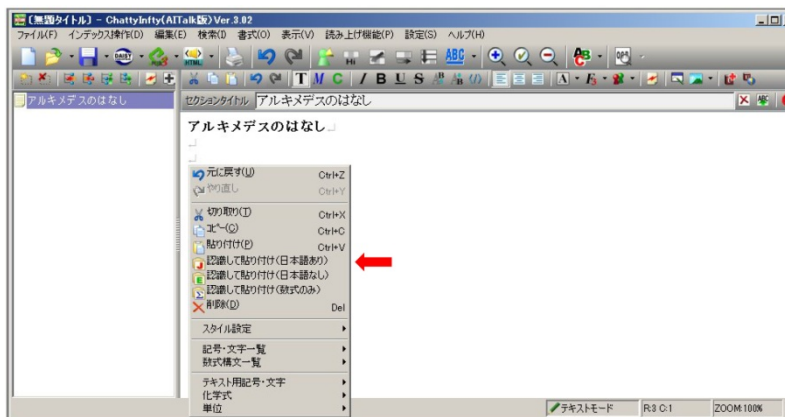 〔無題タイトル〕 - ChattyInfty(AITalk版) Ver.3.02
ファイル(F) インデックス操作(D) 編集(E) 検索(I) 書式(O) 表示(V) 読み上げ機能(P) 設定(S) ヘルプ(H)
アルキメデスのはなし
セクションタイトル アルキメデスのはなし
アルキメデスのはなし
元に戻す(U) Ctrl+Z
やり直し Ctrl+Y
切り取り(T) Ctrl+X
コピー(C) Ctrl+C
貼り付け(P) Ctrl+V
認識して貼り付け(日本語あり)
認識して貼り付け(日本語なし)
認識して貼り付け(数式のみ)
削除(D) Del
スタイル設定
記号・文字一覧
数式構文一覧
テキスト用記号・文字
化学式
単位
テキストモード R:3 C:1 ZOOM:100%